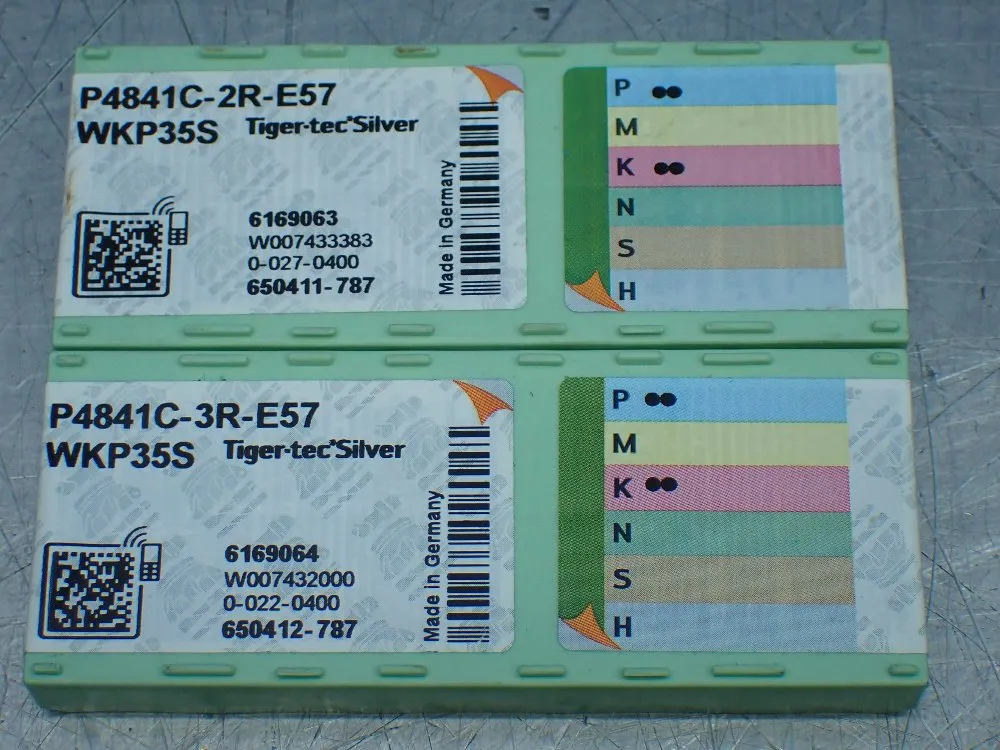 P4841C-2R-E57
WKP35S Tiger-tec®Silver
6169063
W007433383
0-027-0400
650411-787
Made in Germany
P
M
K
N
S
H
P4841C-3R-E57
WKP35S Tiger-tec®Silver
6169064
W007432000
0-022-0400
650412-787
Made in Germany
P
M
K
N
S
H